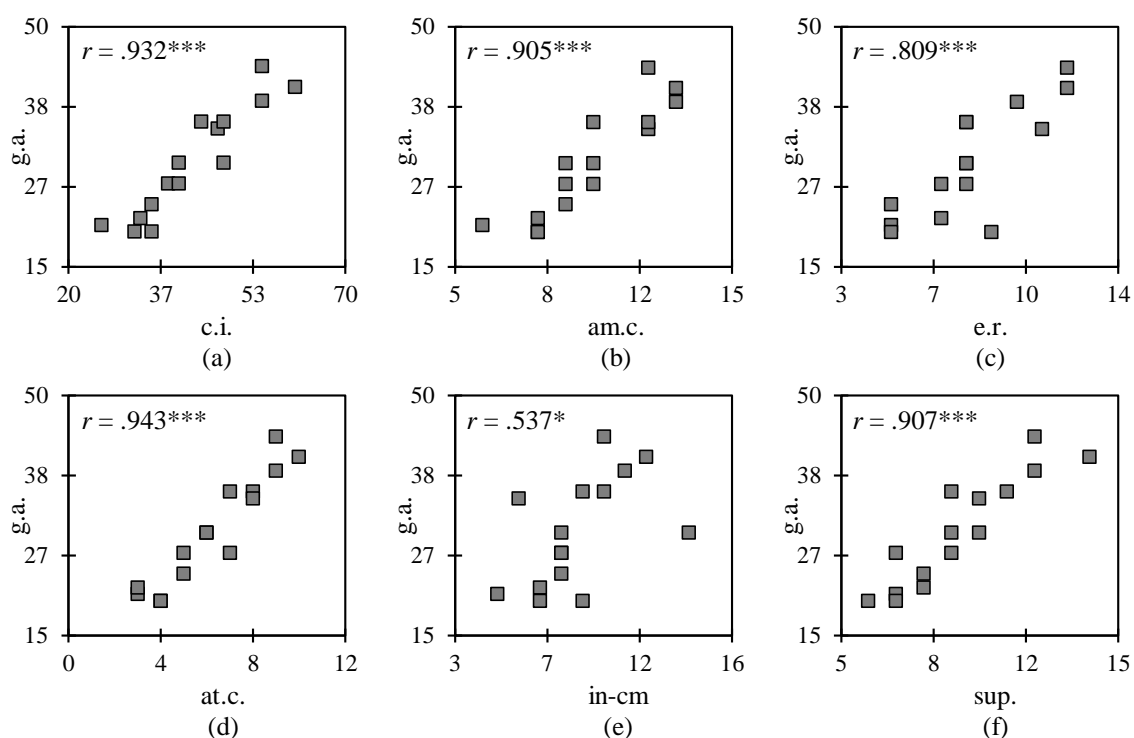 r = .932***
50
38
27
15
g.a.
20 37 53 70
c.i.
(a)
r = .905***
50
38
27
15
g.a.
5 8 12 15
am.c.
(b)
r = .809***
50
38
27
15
g.a.
3 7 10 14
e.r.
(c)
r = .943***
50
38
27
15
g.a.
0 4 8 12
at.c.
(d)
r = .537*
50
38
27
15
g.a.
3 7 12 16
in-cm
(e)
r = .907***
50
38
27
15
g.a.
5 8 12 15
sup.
(f)